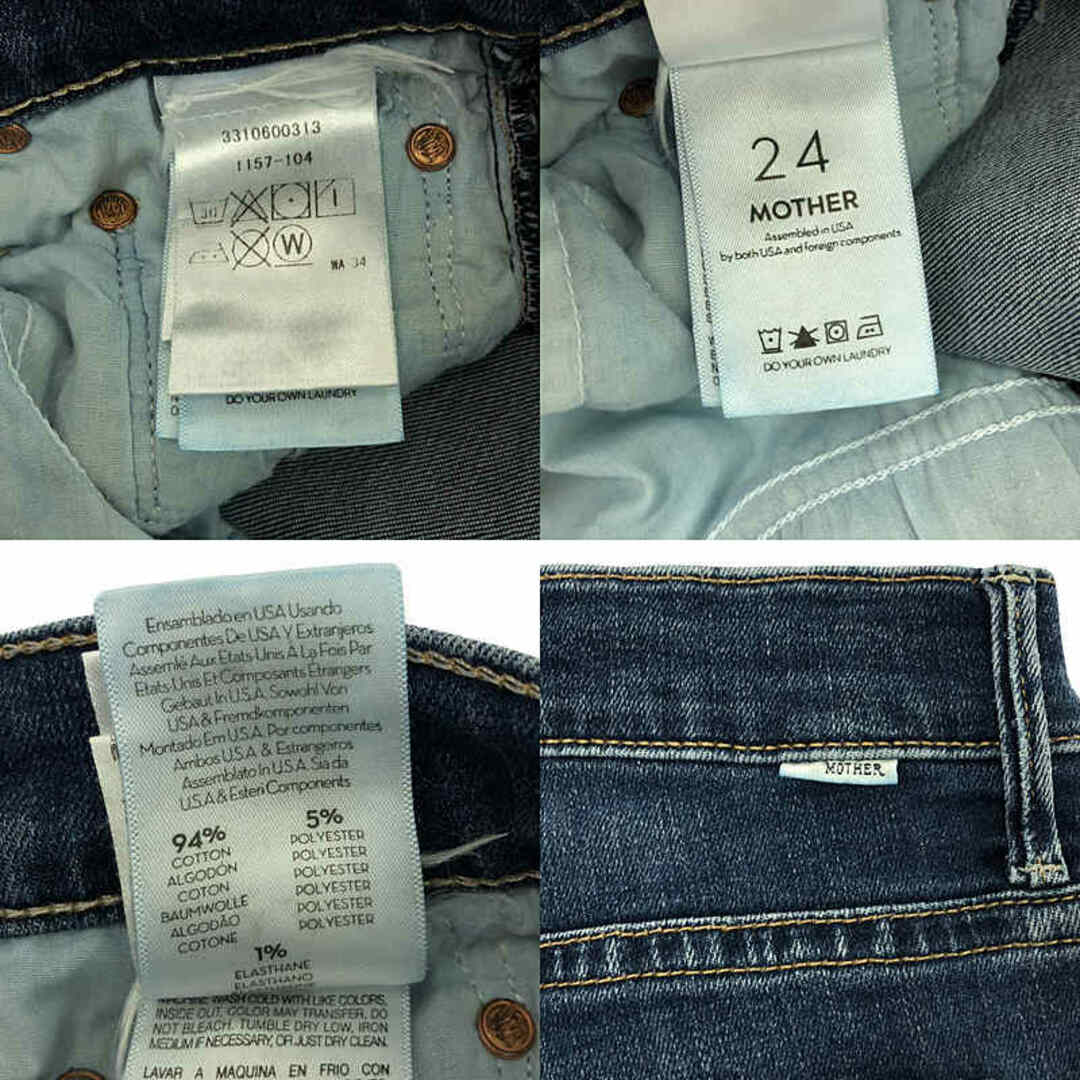 3310600313
1157-104
30
1
W
WA 34
DO YOUR OWN LAUNDRY
24
MOTHER
Assembled in USA
by both USA and foreign components
DO YOUR OWN LAUNDRY
Ensamblado en USA Usando
Componentes De USA Y Extranjeros
Assemlé Aux Etats Unis A La Fois Par
Etats-Unis Et Composants Etrangers
Gebaut In U.S.A. Sowohl Von
USA & Fremdkomponenten
Montado Em U.S.A. Por componentes
Ambos U.S.A. & Estrangeros
Assemblato In U.S.A. Sia da
U.S.A & Esteri Components
94%
COTTON
ALGODÓN
COTON
BAUMWOLLE
ALGODÃO
COTONE
5%
POLYESTER
POLYESTER
POLYESTER
POLYESTER
POLYESTER
POLYESTER
1%
ELASTHANE
ELASTHANO
MACHINE WASH COLD WITH LIKE COLORS,
INSIDE OUT. COLOR MAY TRANSFER. DO
NOT BLEACH. TUMBLE DRY LOW, IRON
MEDIUM IF NECESSARY, OR JUST DRY CLEAN.
LAVAR A MAQUINA EN FRIO CON
MOTHER